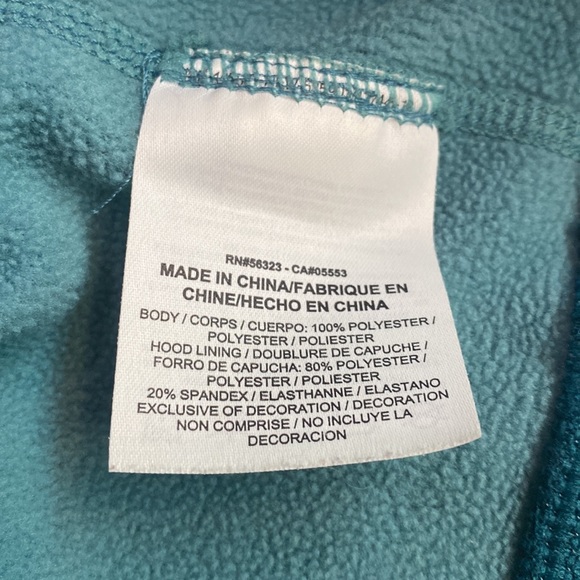 RN#56323 - CA#05553
MADE IN CHINA/FABRIQUE EN
CHINE/HECHO EN CHINA
BODY / CORPS / CUERPO: 100% POLYESTER /
POLYESTER / POLIESTER
HOOD LINING / DOUBLURE DE CAPUCHE /
FORRO DE CAPUCHA: 80% POLYESTER /
POLYESTER / POLIESTER
20% SPANDEX / ELASTHANNE / ELASTANO
EXCLUSIVE OF DECORATION / DECORATION
NON COMPRISE / NO INCLUYE LA
DECORACION